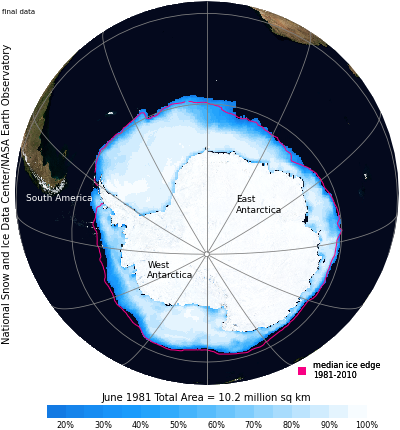 final data
National Snow and Ice Data Center/NASA Earth Observatory
South America
East
Antarctica
West
Antarctica
median ice edge
1981-2010
June 1981 Total Area = 10.2 million sq km
20% 30% 40% 50% 60% 70% 80% 90% 100%